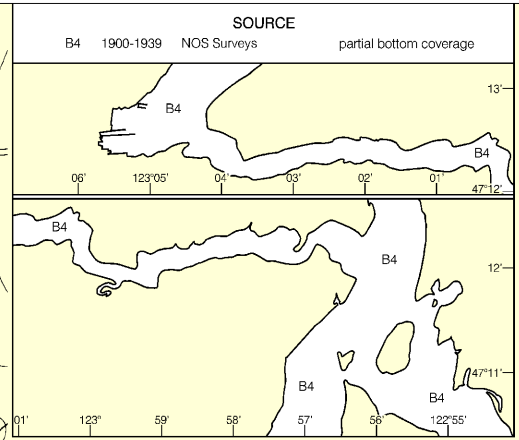 SOURCE
B4 1900-1939 NOS Surveys partial bottom coverage
13'
B4
B4
06' 123°05' 04' 03' 02' 01' 47°12'
B4
B4
12'
47°11'
B4
B4
01' 123° 59' 58' 57' 56' 122°55'